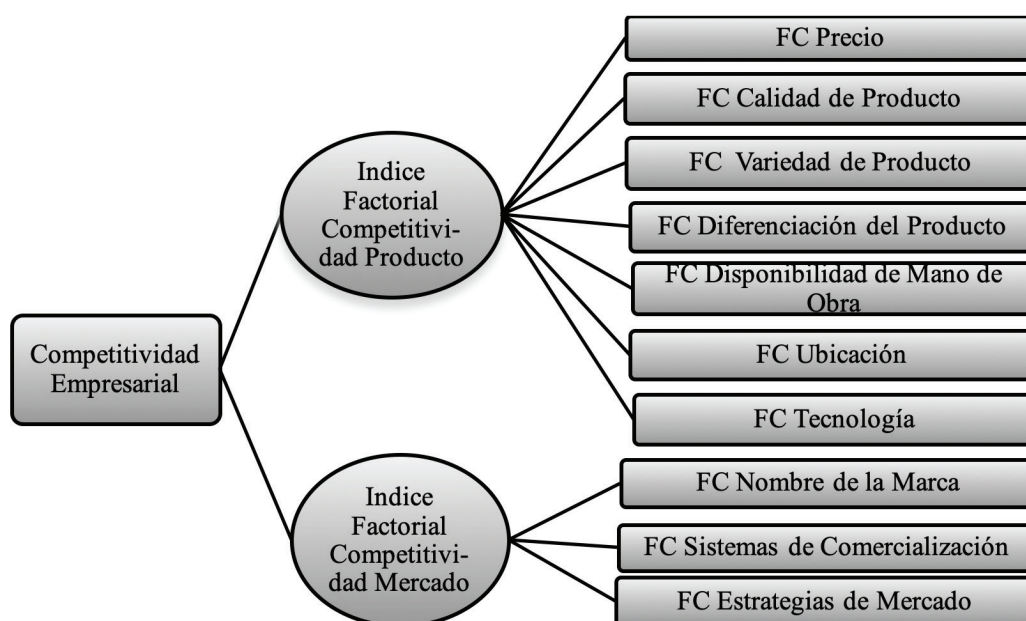 Competitividad
Empresarial
Indice
Factorial
Competitivi-
dad Producto
FC Precio
FC Calidad de Producto
FC Variedad de Producto
FC Diferenciación del Producto
FC Disponibilidad de Mano de
Obra
FC Ubicación
FC Tecnología
Indice
Factorial
Competitivi-
dad Mercado
FC Nombre de la Marca
FC Sistemas de Comercialización
FC Estrategias de Mercado